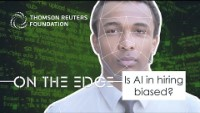 THOMSON REUTERS
FOUNDATION
ON THE EDGE
Is AI in hiring
biased?